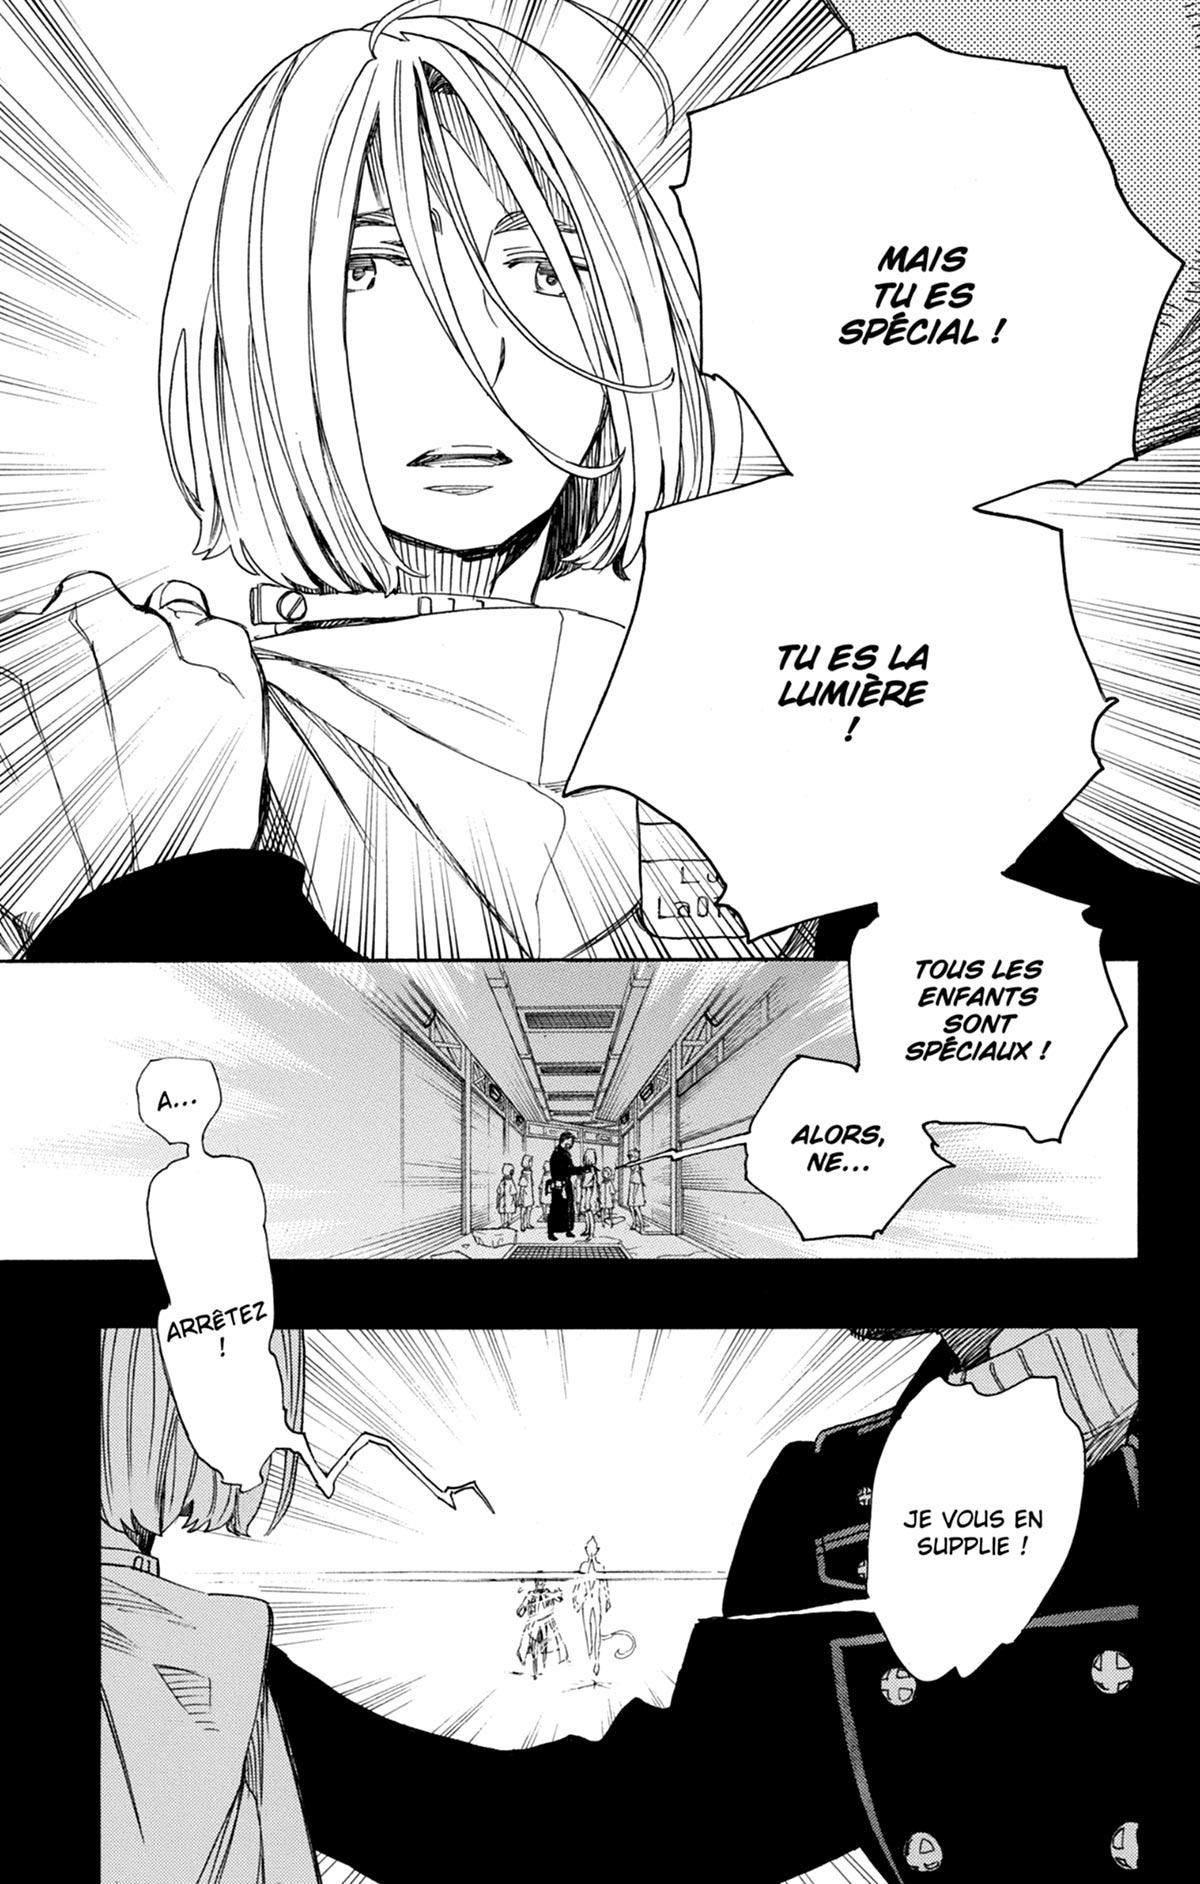 MAIS
TU ES
SPÉCIAL !
TU ES LA
LUMIÈRE
!
TOUS LES
ENFANTS
SONT
SPÉCIAUX !
ALORS,
NE...
A...
ARRÊTEZ
!
JE VOUS EN
SUPPLIE !